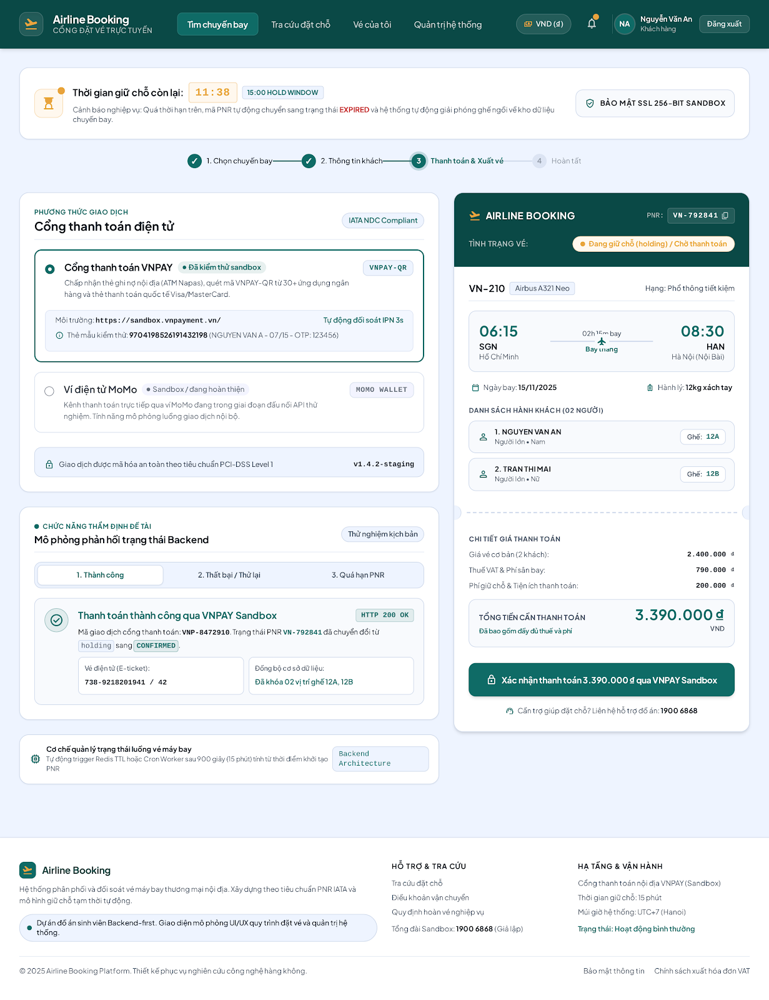 Airline Booking
CỔNG ĐẶT VÉ TRỰC TUYẾN
Tìm chuyến bay
Tra cứu đặt chỗ
Vé của tôi
Quản trị hệ thống
VND (₫)
NA
Nguyễn Văn An
Khách hàng
Đăng xuất
Thời gian giữ chỗ còn lại:
11:38
15:00 HOLD WINDOW
Cảnh báo nghiệp vụ: Quá thời hạn trên, mã PNR tự động chuyển sang trạng thái EXPIRED và hệ thống tự động giải phóng ghế ngồi về kho dữ liệu
chuyến bay.
BẢO MẬT SSL 256-BIT SANDBOX
1. Chọn chuyến bay
2. Thông tin khách
3
Thanh toán & Xuất vé
4
Hoàn tất
PHƯƠNG THỨC GIAO DỊCH
Cổng thanh toán điện tử
IATA NDC Compliant
Cổng thanh toán VNPAY
Đã kiểm thử sandbox
VNPAY-QR
Chấp nhận thẻ ghi nợ nội địa (ATM Napas), quét mã VNPAY-QR từ 30+ ứng dụng ngân
hàng và thẻ thanh toán quốc tế Visa/MasterCard.
Môi trường: https://sandbox.vnpayment.vn/
Tự động đối soát IPN 3s
Thẻ mẫu kiểm thử: 9704198526191432198 (NGUYEN VAN A - 07/15 - OTP: 123456)
Ví điện tử MoMo
Sandbox / đang hoàn thiện
MOMO WALLET
Kênh thanh toán trực tiếp qua ví MoMo đang trong giai đoạn đấu nối API thử
nghiệm. Tính năng mô phỏng luồng giao dịch nội bộ.
Giao dịch được mã hóa an toàn theo tiêu chuẩn PCI-DSS Level 1
v1.4.2-staging
CHỨC NĂNG THẨM ĐỊNH ĐỀ TÀI
Mô phỏng phản hồi trạng thái Backend
Thử nghiệm kịch bản
1. Thành công
2. Thất bại / Thử lại
3. Quá hạn PNR
Thanh toán thành công qua VNPAY Sandbox
HTTP 200 OK
Mã giao dịch cổng thanh toán: VNP-8472910. Trạng thái PNR VN-792841 đã chuyển đổi từ
holding sang CONFIRMED.
Vé điện tử (E-ticket):
738-9218201941 / 42
Đồng bộ cơ sở dữ liệu:
Đã khóa 02 vị trí ghế 12A, 12B
Cơ chế quản lý trạng thái luồng vé máy bay
Tự động trigger Redis TTL hoặc Cron Worker sau 900 giây (15 phút) tính từ thời điểm khởi tạo
PNR
Backend
Architecture
AIRLINE BOOKING
PNR: VN-792841
TÌNH TRẠNG VÉ:
Đang giữ chỗ (holding) / Chờ thanh toán
VN-210
Airbus A321 Neo
Hạng: Phổ thông tiết kiệm
06:15
SGN
Hồ Chí Minh
02h 15m bay
Bay thẳng
08:30
HAN
Hà Nội (Nội Bài)
Ngày bay: 15/11/2025
Hành lý: 12kg xách tay
DANH SÁCH HÀNH KHÁCH (02 NGƯỜI)
1. NGUYEN VAN AN
Người lớn • Nam
Ghế: 12A
2. TRAN THI MAI
Người lớn • Nữ
Ghế: 12B
CHI TIẾT GIÁ THANH TOÁN
Giá vé cơ bản (2 khách):
2.400.000 ₫
Thuế VAT & Phí sân bay:
790.000 ₫
Phí giữ chỗ & Tiện ích thanh toán:
200.000 ₫
TỔNG TIỀN CẦN THANH TOÁN
Đã bao gồm đầy đủ thuế và phí
3.390.000 ₫
VND
Xác nhận thanh toán 3.390.000 ₫ qua VNPAY Sandbox
Cần trợ giúp đặt chỗ? Liên hệ hỗ trợ đồ án: 1900 6868
Airline Booking
Hệ thống phân phối và đối soát vé máy bay thương mại nội địa. Xây dựng theo tiêu chuẩn PNR IATA và
mô hình giữ chỗ tạm thời tự động.
Dự án đồ án sinh viên Backend-first. Giao diện mô phỏng UI/UX quy trình đặt vé và quản trị hệ
thống.
HỖ TRỢ & TRA CỨU
Tra cứu đặt chỗ
Điều khoản vận chuyển
Quy định hoàn vé nghiệp vụ
Tổng đài Sandbox: 1900 6868 (Giả lập)
HẠ TẦNG & VẬN HÀNH
Cổng thanh toán nội địa VNPAY (Sandbox)
Thời gian giữ chỗ: 15 phút
Múi giờ hệ thống: UTC+7 (Hanoi)
Trạng thái: Hoạt động bình thường
© 2025 Airline Booking Platform. Thiết kế phục vụ nghiên cứu công nghệ hàng không.
Bảo mật thông tin
Chính sách xuất hóa đơn VAT